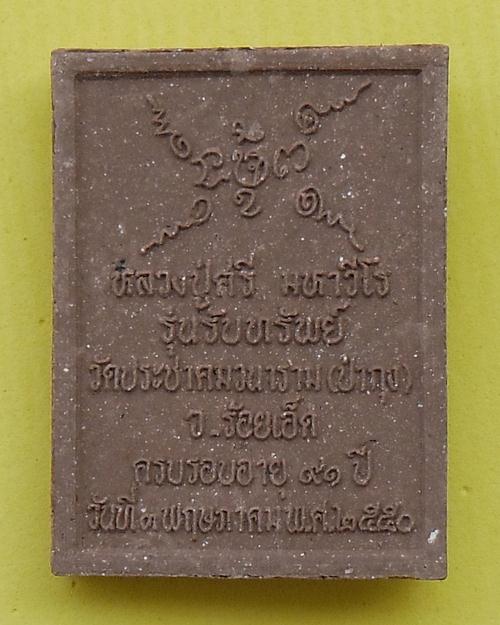 หลวงปู่ศรี มหาวีโร
รุ่นรับทรัพย์
วัดประชาคมวนาราม (ป่ากุง)
จ.ร้อยเอ็ด
ครบรอบอายุ ๙๑ ปี
วันที่ ๓ พฤษภาคม พ.ศ.๒๕๕๐